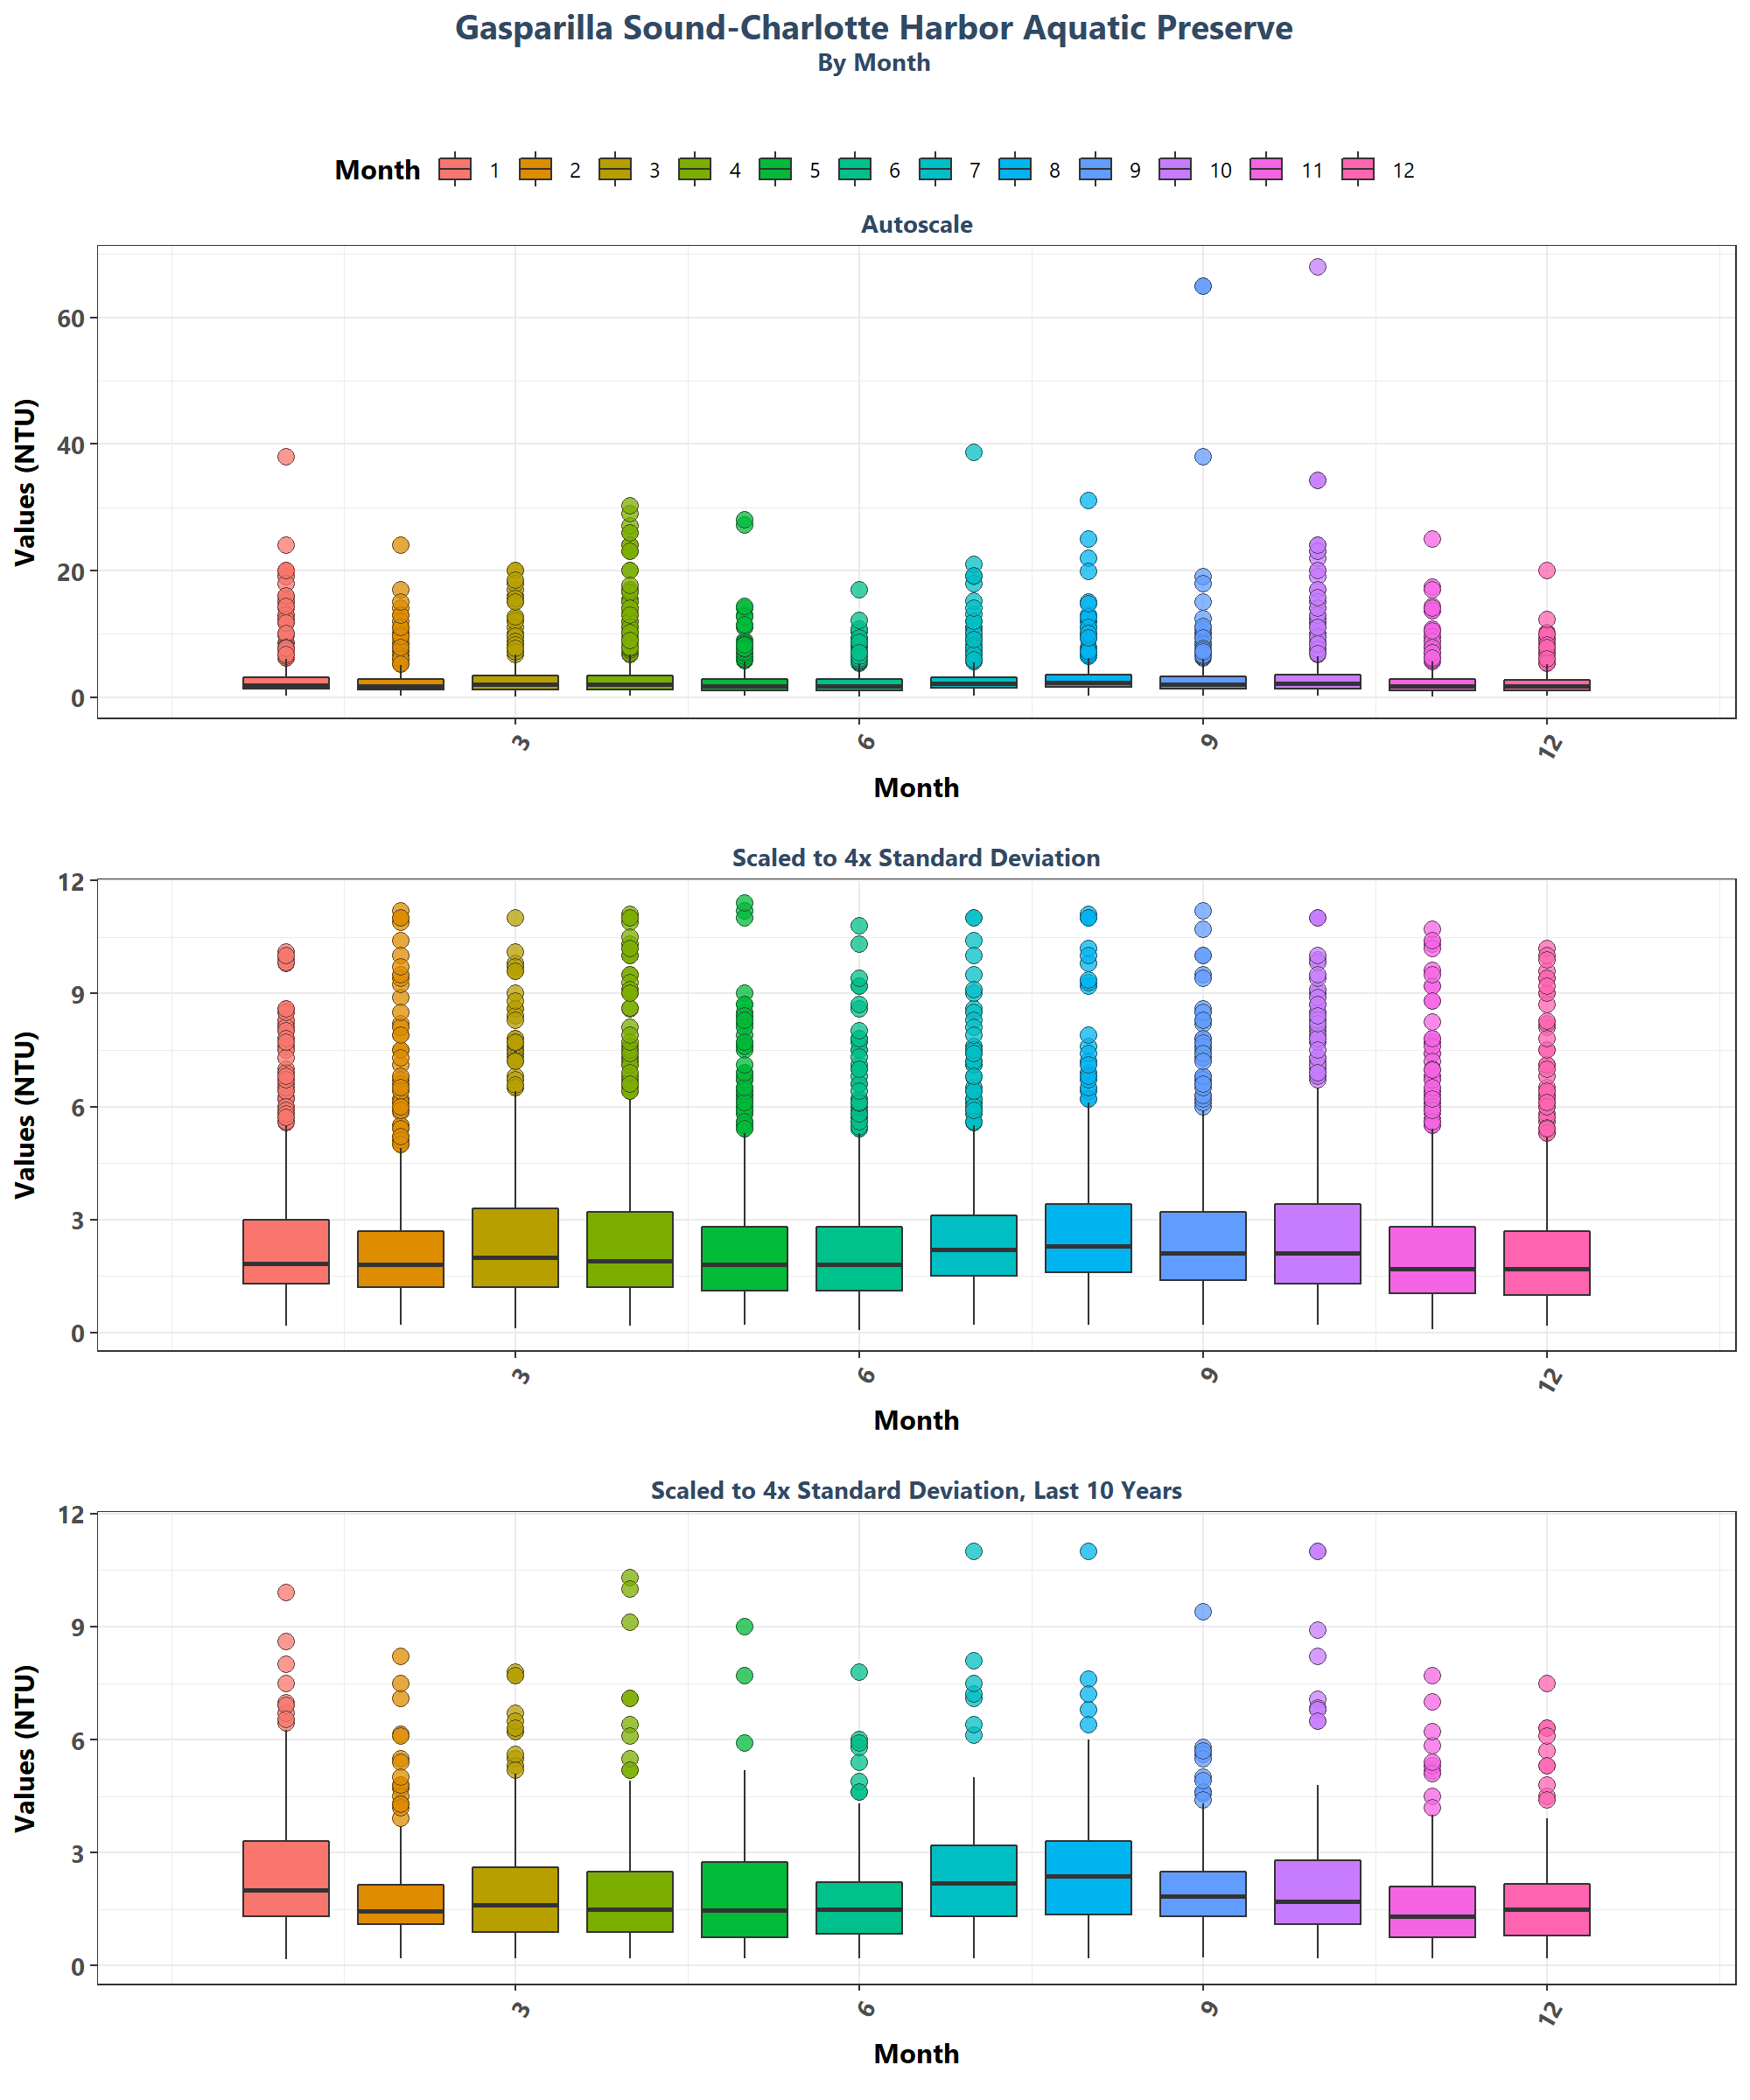 Gasparilla Sound-Charlotte Harbor Aquatic Preserve
By Month
Month 1 2 3 4 5 6 7 8 9 10 11 12
Autoscale
Values (NTU)
60
40
20
0
3 6 9 12
Month
Scaled to 4x Standard Deviation
Values (NTU)
12
9
6
3
0
3 6 9 12
Month
Scaled to 4x Standard Deviation, Last 10 Years
Values (NTU)
12
9
6
3
0
3 6 9 12
Month